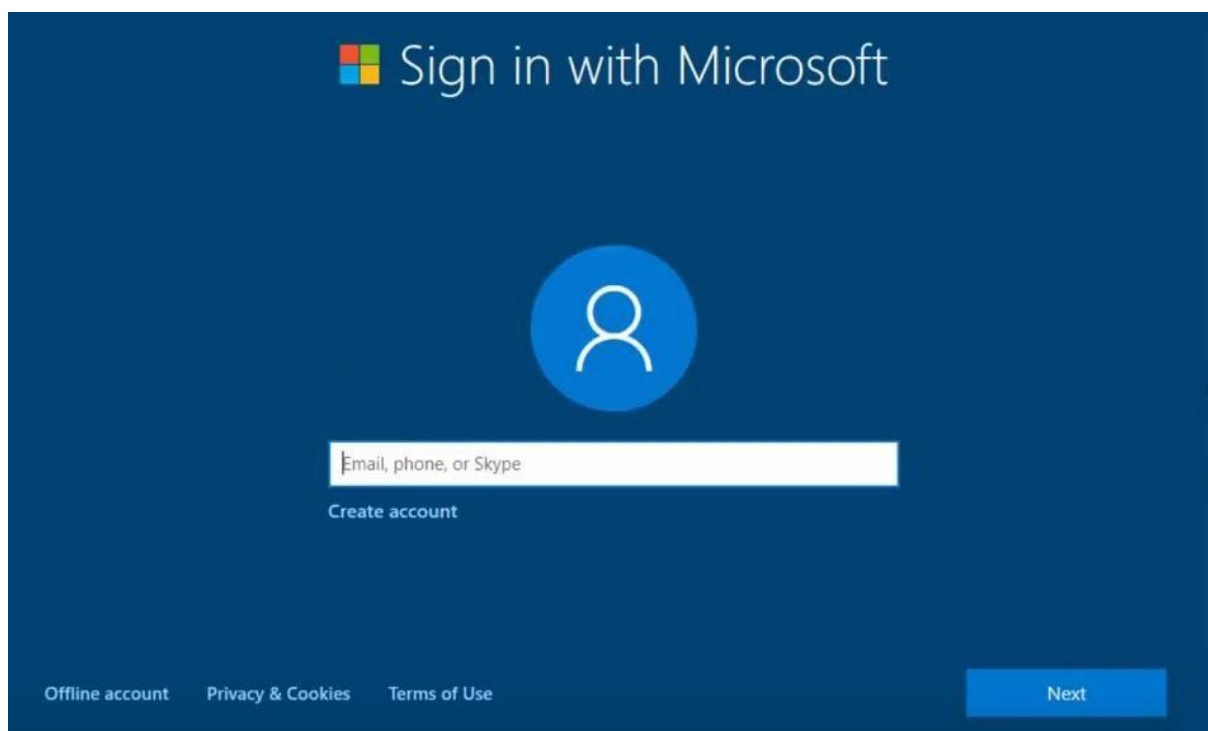 Sign in with Microsoft
Email, phone, or Skype
Create account
Offline account Privacy & Cookies Terms of Use Next